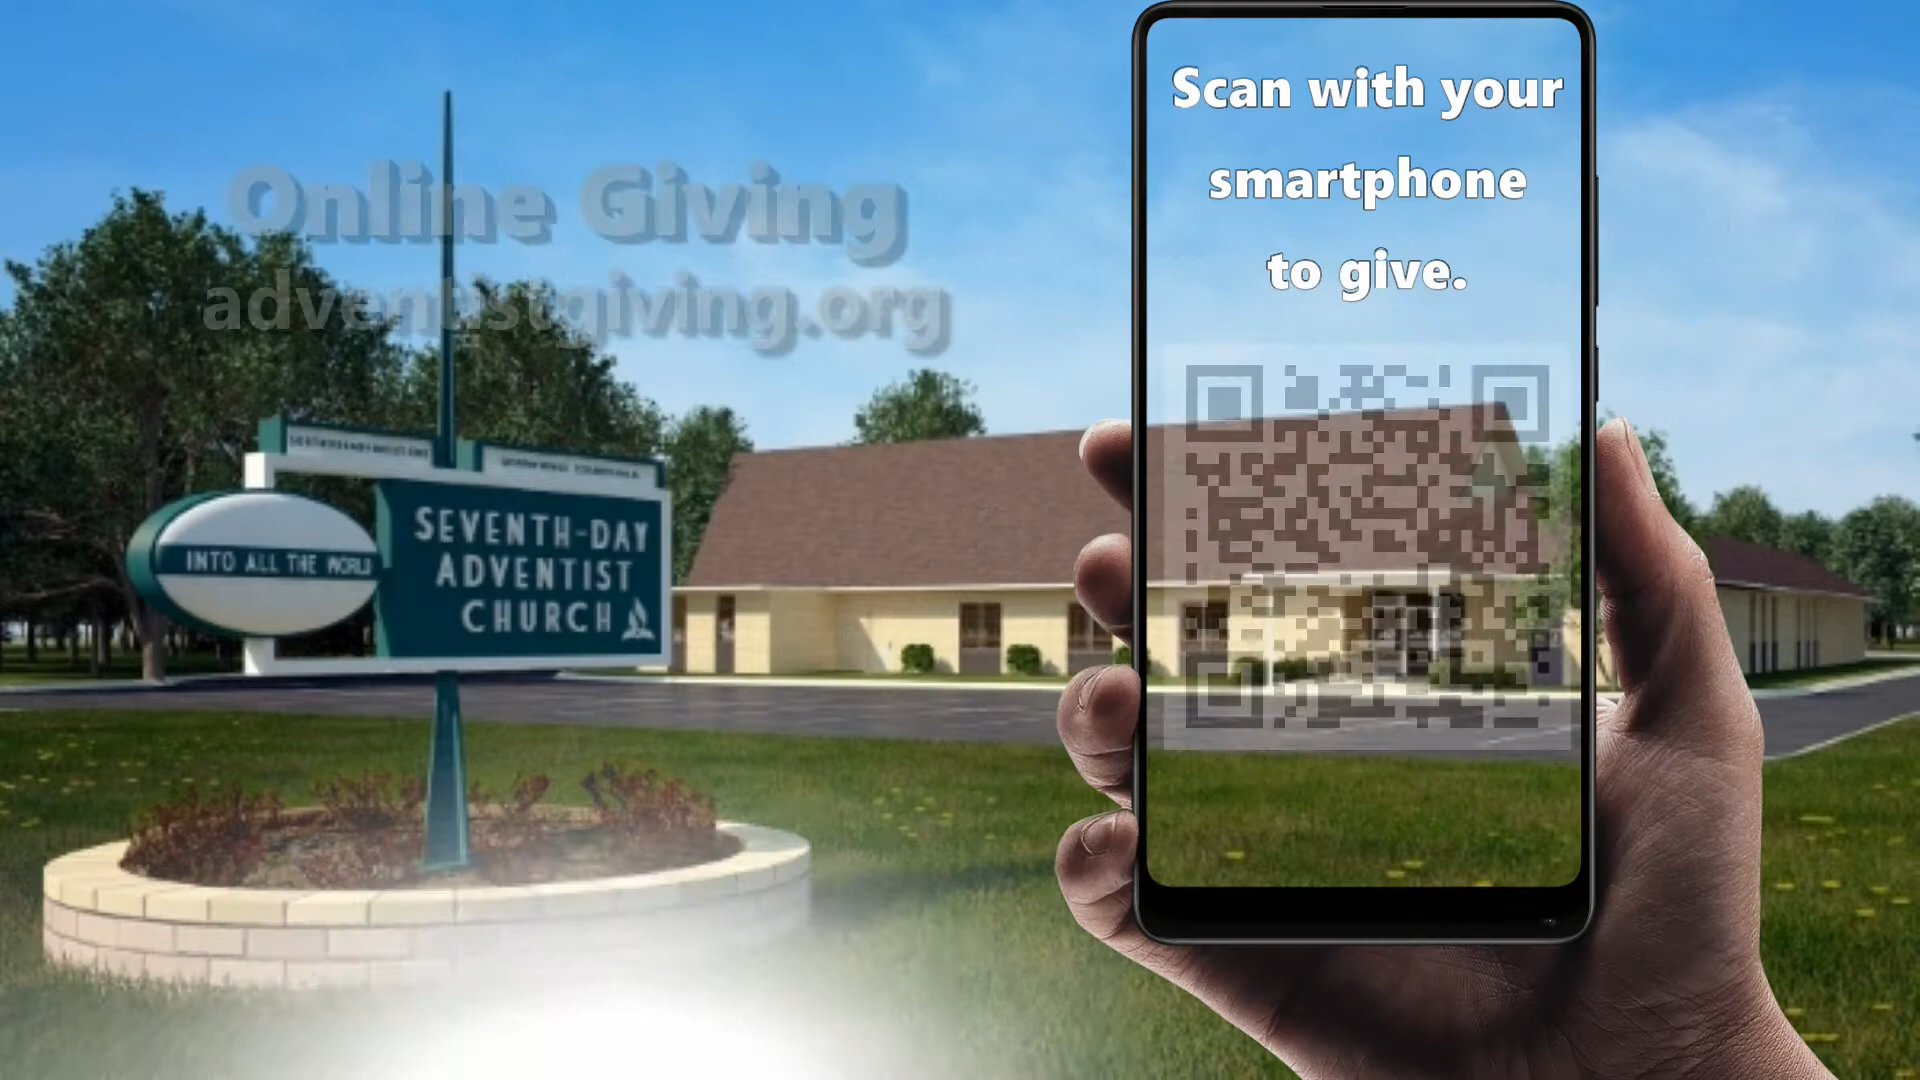 Online Giving
adventistgiving.org
SEVENTH-DAY
ADVENTIST
CHURCH
INTO ALL THE WORLD
Scan with your
smartphone
to give.